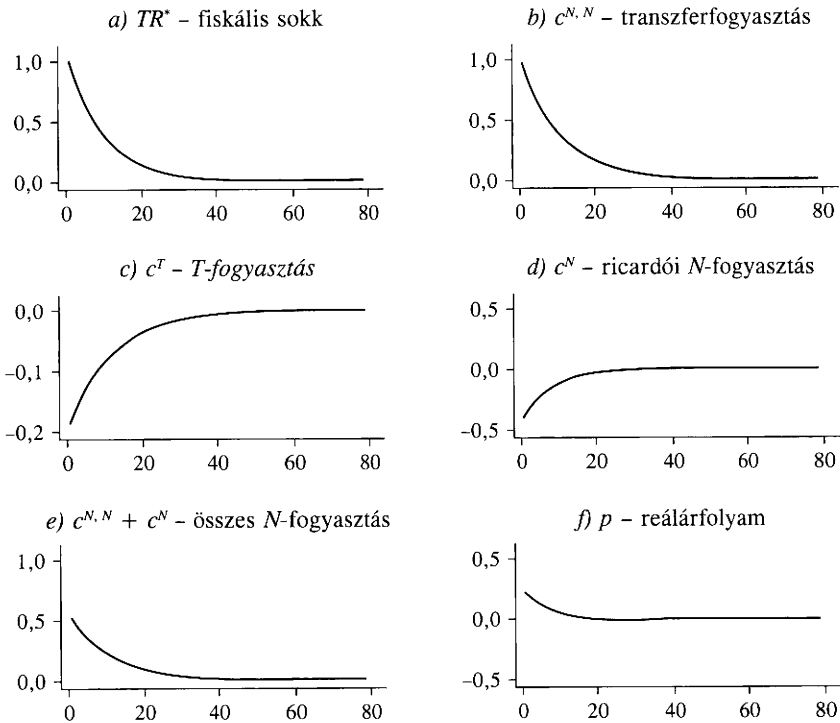 a) TR* – fiskális sokk
1,0
0,5
0,0
0 20 40 60 80
b) c^N, N – transzferfogyasztás
1,0
0,5
0,0
0 20 40 60 80
c) c^T – T-fogyasztás
0,0
–0,1
–0,2
0 20 40 60 80
d) c^N – ricardói N-fogyasztás
0,5
0,0
–0,5
0 20 40 60 80
e) c^N, N + c^N – összes N-fogyasztás
1,0
0,5
0,0
0 20 40 60 80
f) p – reálárfolyam
0,5
0,0
–0,5
0 20 40 60 80